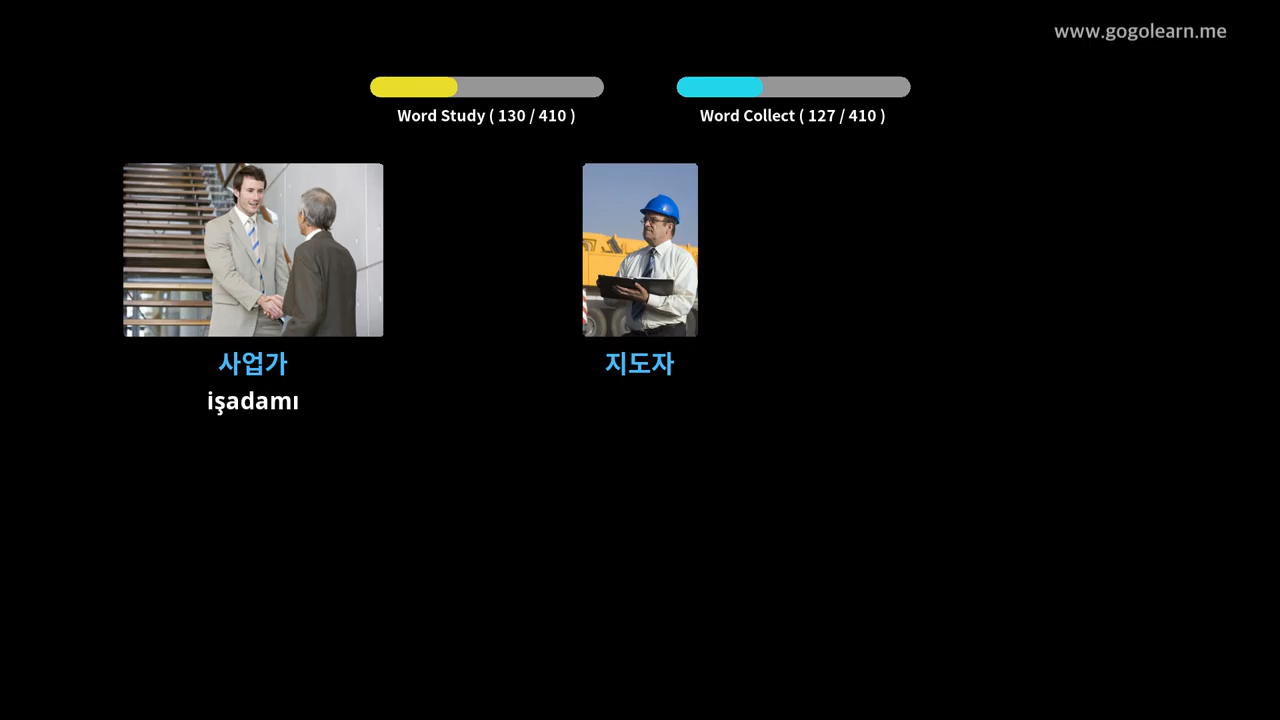 www.gogolearn.me
Word Study ( 130 / 410 )
Word Collect ( 127 / 410 )
사업가
işadamı
지도자